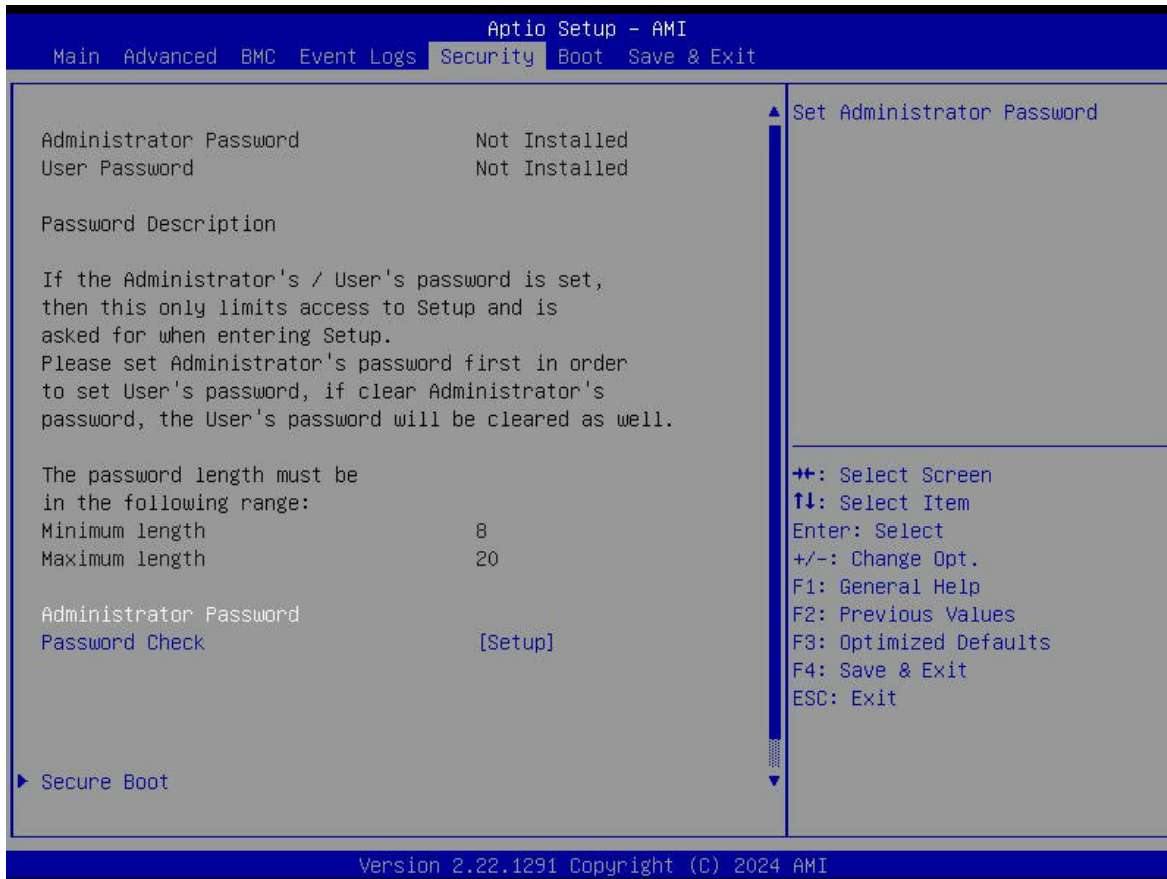 Aptio Setup – AMI
Main Advanced BMC Event Logs Security Boot Save & Exit
Administrator Password Not Installed
User Password Not Installed
Password Description
If the Administrator's / User's password is set,
then this only limits access to Setup and is
asked for when entering Setup.
Please set Administrator's password first in order
to set User's password, if clear Administrator's
password, the User's password will be cleared as well.
The password length must be
in the following range:
Minimum length 8
Maximum length 20
Administrator Password
Password Check [Setup]
► Secure Boot
Set Administrator Password
→←: Select Screen
↑↓: Select Item
Enter: Select
+/-: Change Opt.
F1: General Help
F2: Previous Values
F3: Optimized Defaults
F4: Save & Exit
ESC: Exit
Version 2.22.1291 Copyright (C) 2024 AMI